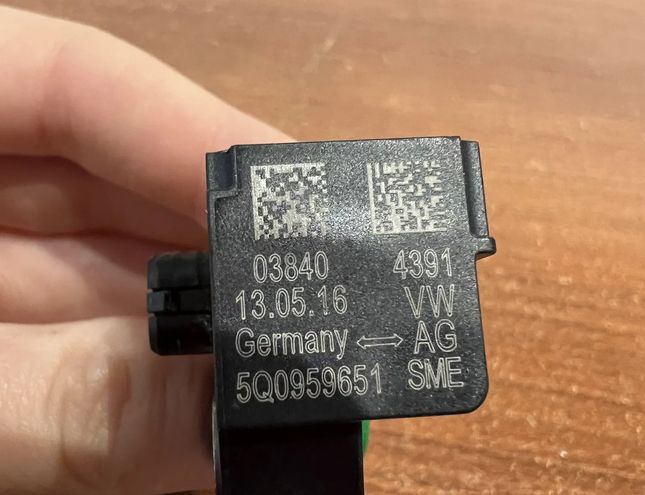 03840 4391
13.05.16 VW
Germany ⇔ AG
5Q0959651 SME